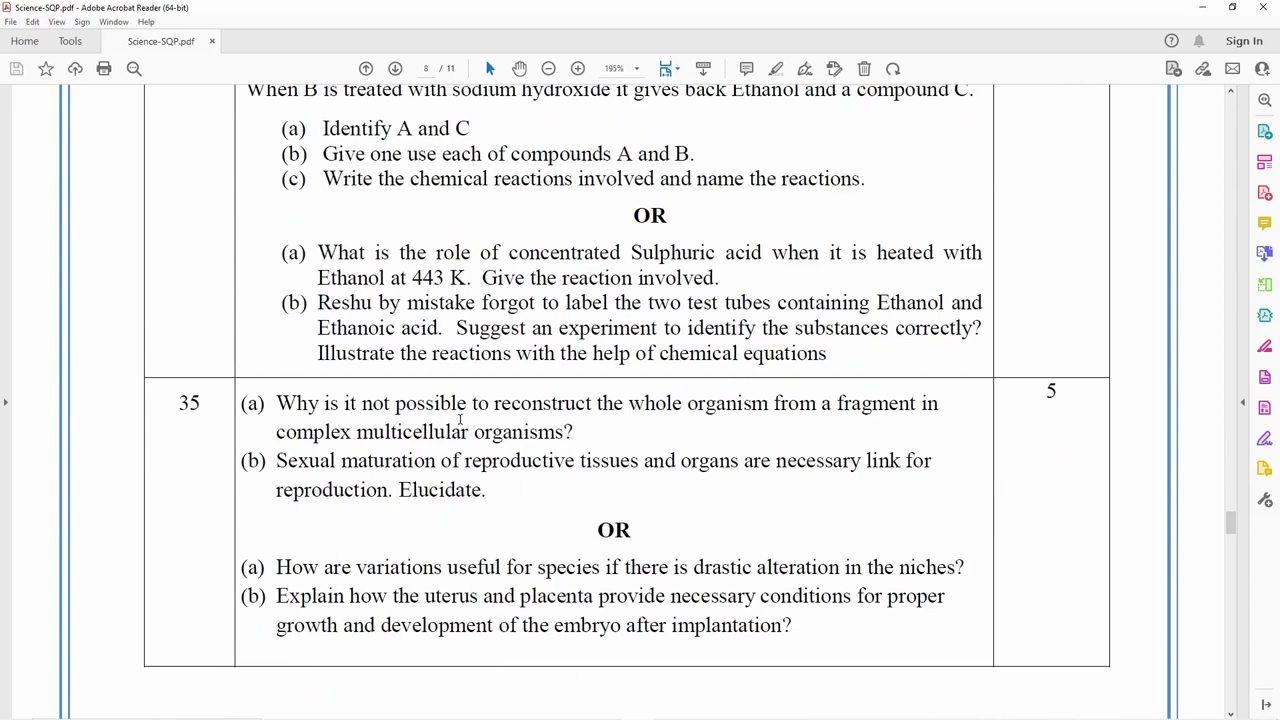 Science-SQP.pdf - Adobe Acrobat Reader (64-bit)
File Edit View Sign Window Help
Home Tools Science-SQP.pdf × Sign In
8 / 11 195%
When B is treated with sodium hydroxide it gives back Ethanol and a compound C.
(a) Identify A and C
(b) Give one use each of compounds A and B.
(c) Write the chemical reactions involved and name the reactions.
OR
(a) What is the role of concentrated Sulphuric acid when it is heated with
Ethanol at 443 K. Give the reaction involved.
(b) Reshu by mistake forgot to label the two test tubes containing Ethanol and
Ethanoic acid. Suggest an experiment to identify the substances correctly?
Illustrate the reactions with the help of chemical equations
35 (a) Why is it not possible to reconstruct the whole organism from a fragment in 5
complex multicellular organisms?
(b) Sexual maturation of reproductive tissues and organs are necessary link for
reproduction. Elucidate.
OR
(a) How are variations useful for species if there is drastic alteration in the niches?
(b) Explain how the uterus and placenta provide necessary conditions for proper
growth and development of the embryo after implantation?